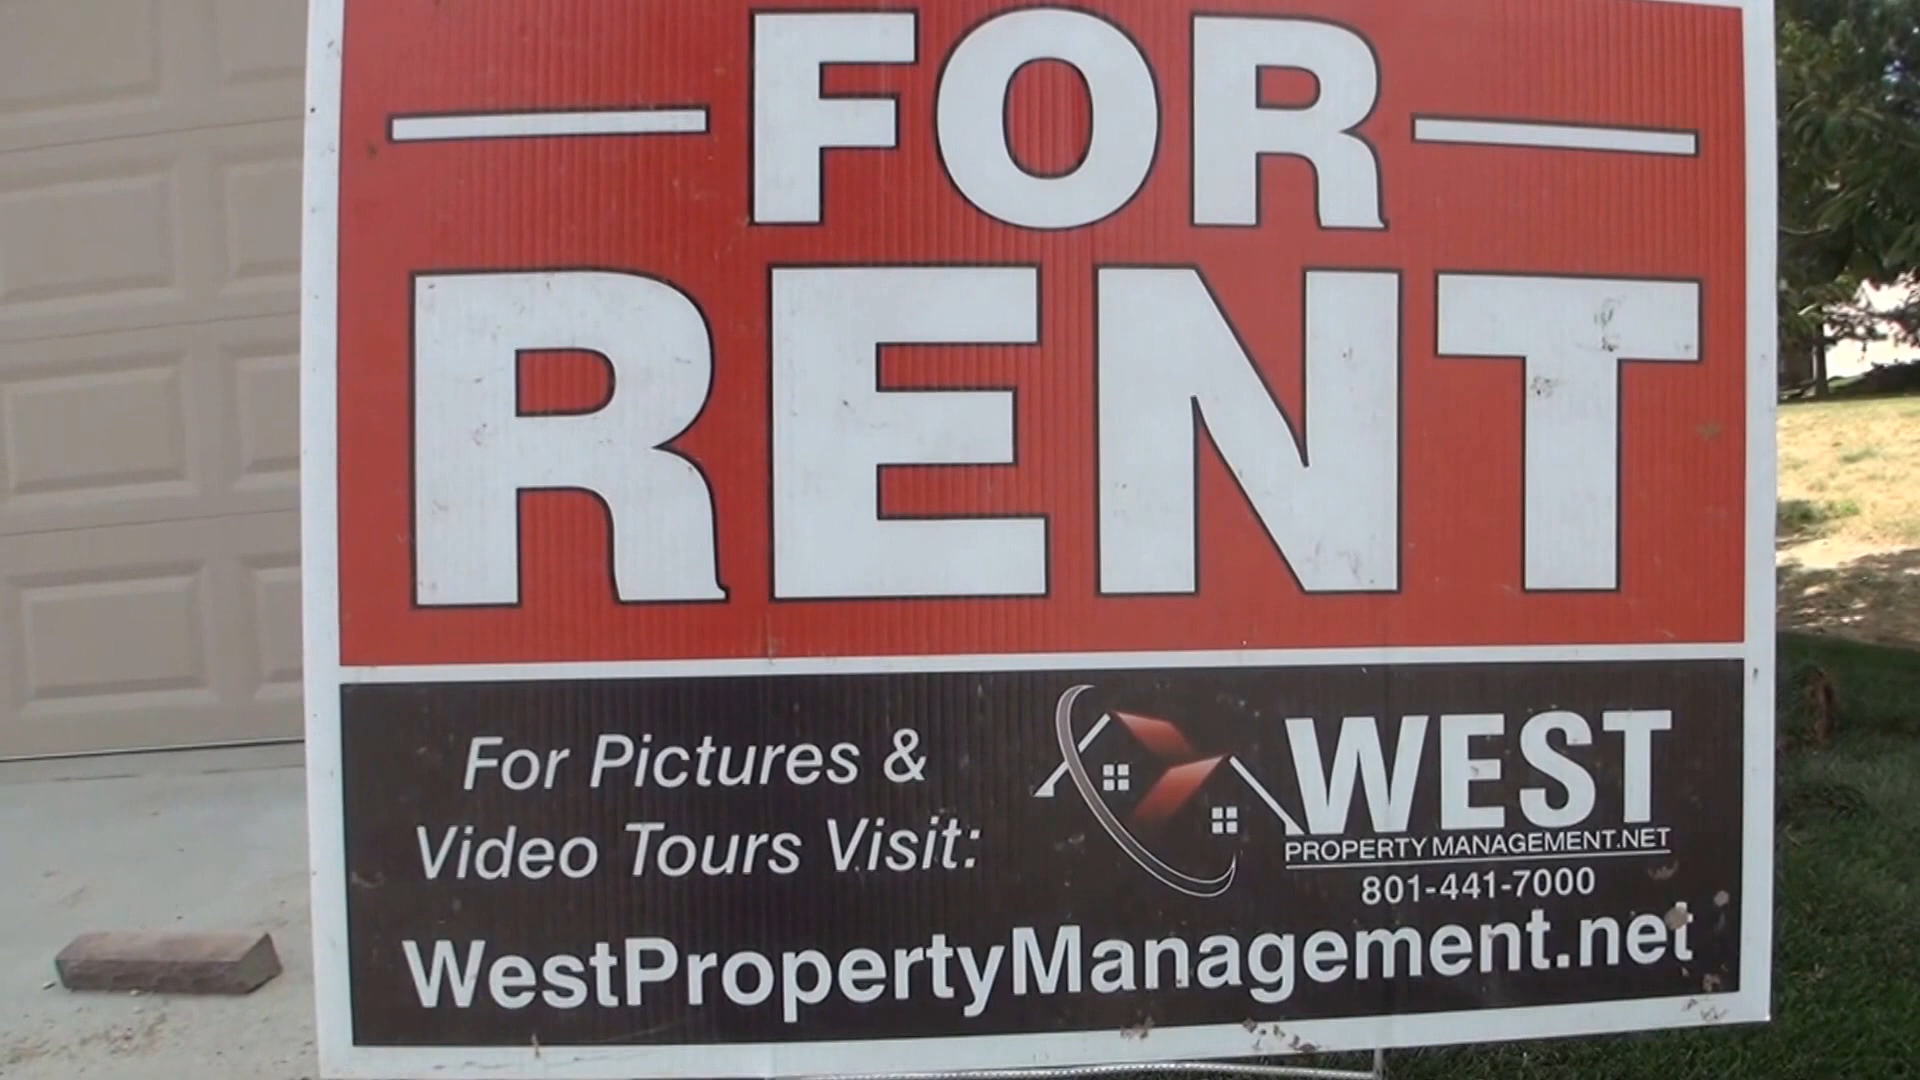 FOR
RENT
For Pictures &
Video Tours Visit:
WEST
PROPERTY MANAGEMENT.NET
801-441-7000
WestPropertyManagement.net